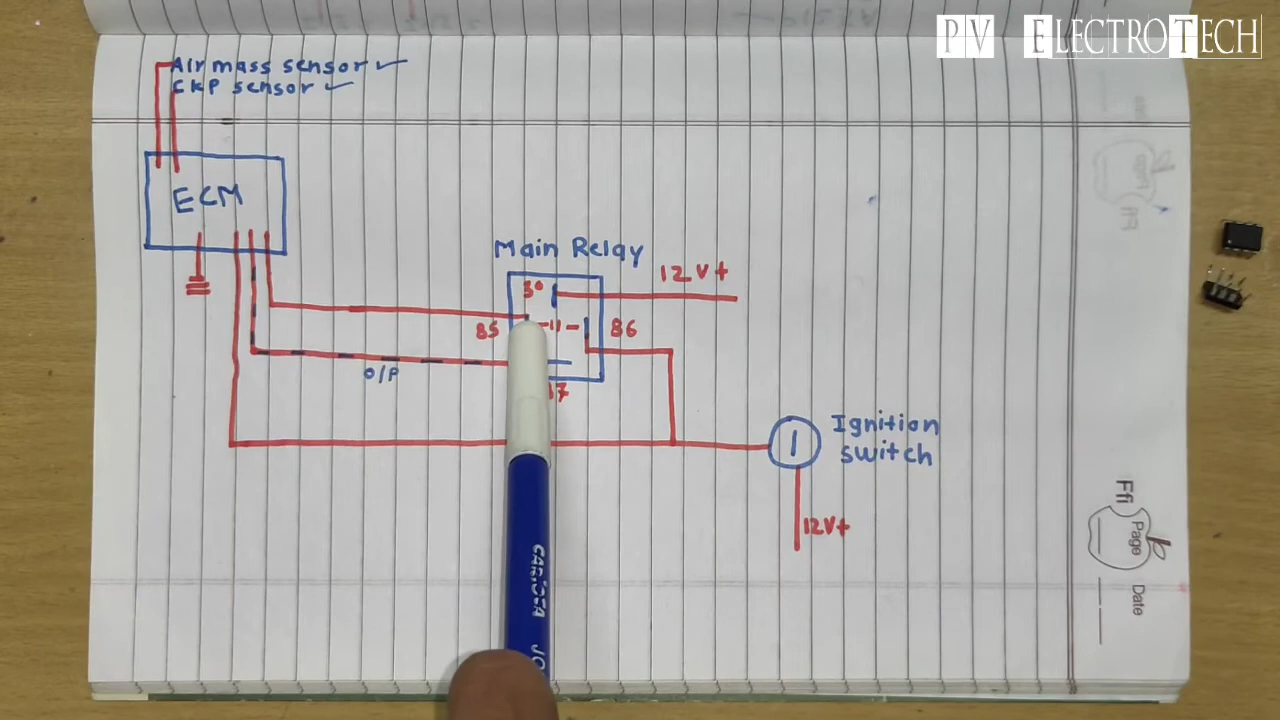 PV ELECTROTECH
Air mass sensor
CKP sensor
ECM
Main Relay
30
12V+
85
86
O/P
Ignition
switch
12V+
Page
Date